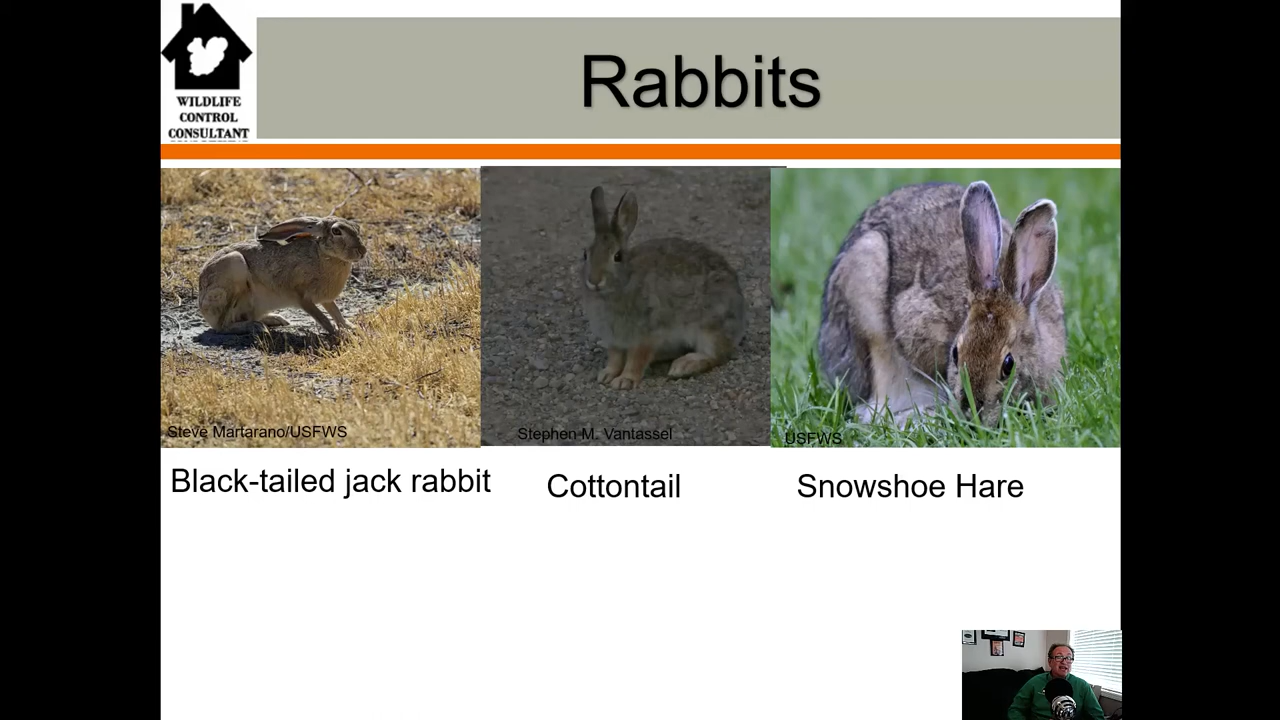 WILDLIFE
CONTROL
CONSULTANT
Rabbits
Steve Martarano/USFWS
Stephen M. Vantassel
USFWS
Black-tailed jack rabbit
Cottontail
Snowshoe Hare